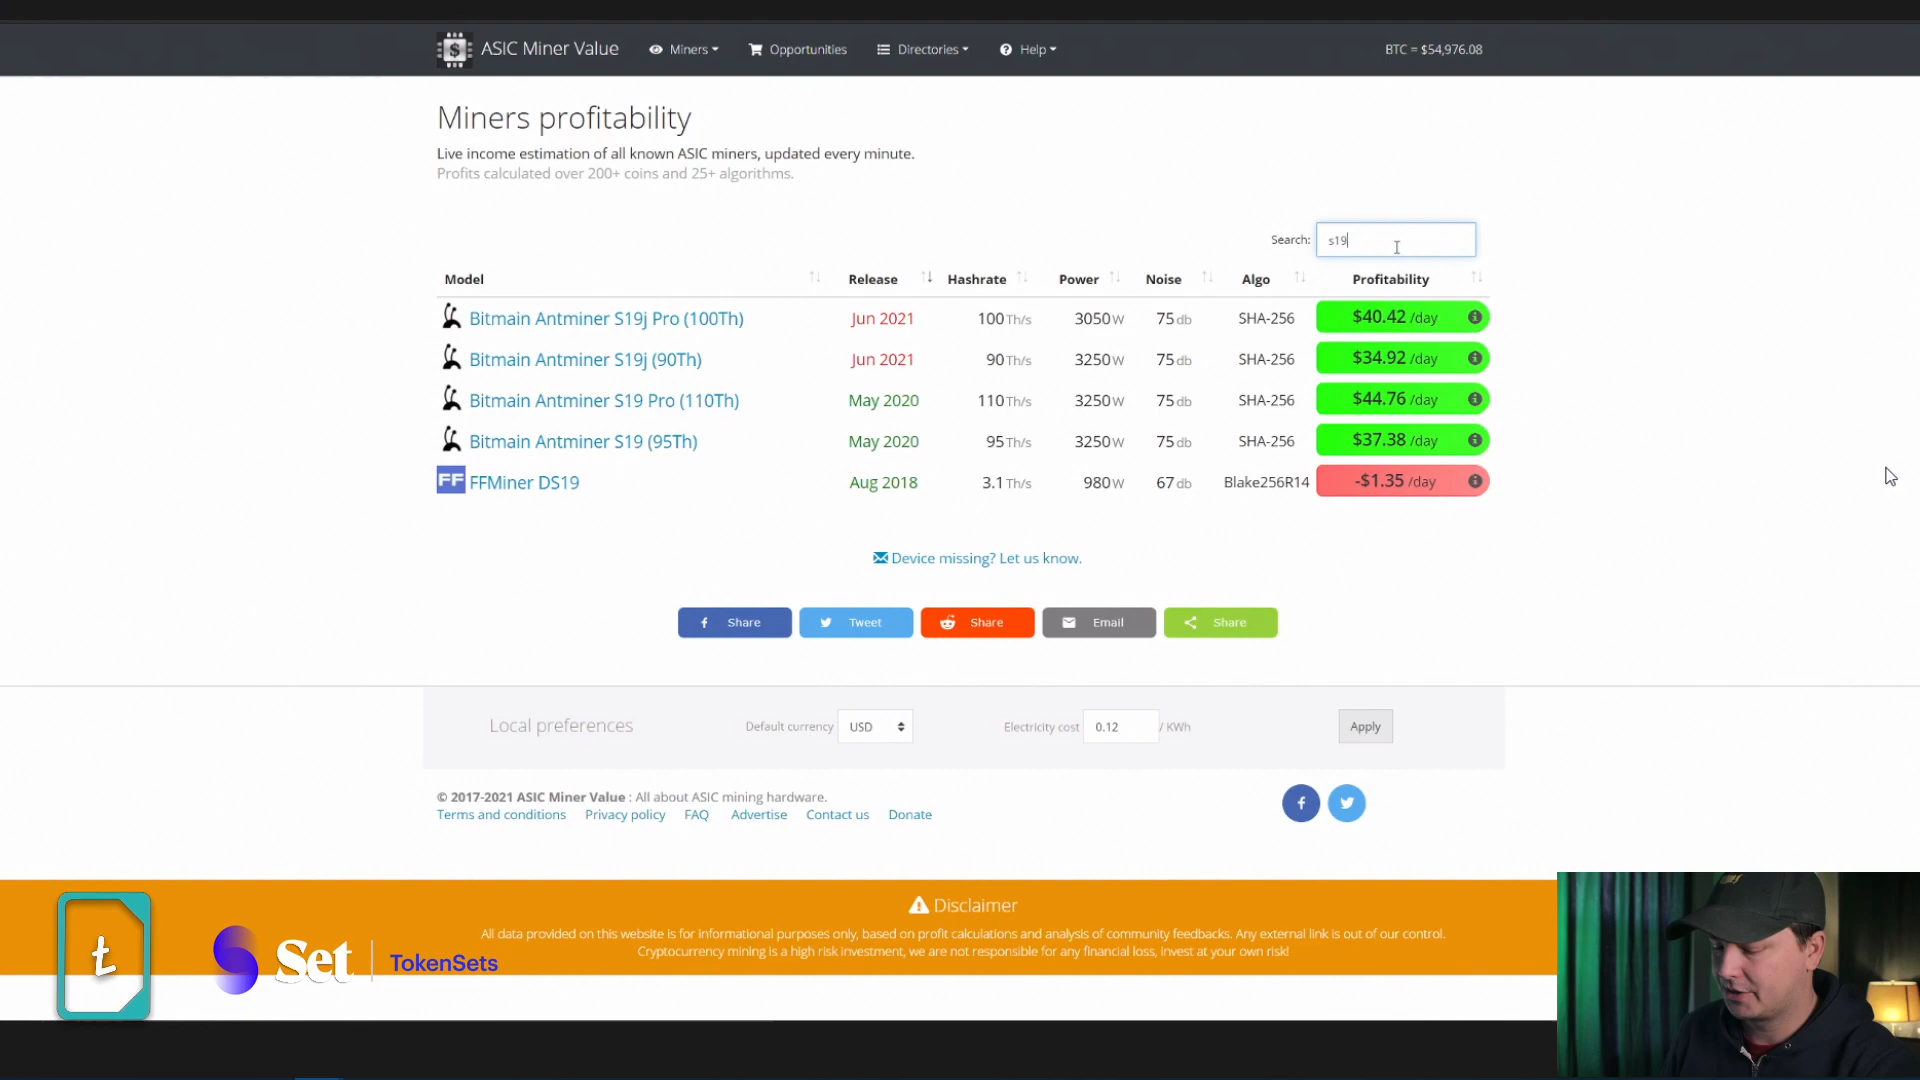 ASIC Miner Value Miners Opportunities Directories Help BTC = $54,976.08
Miners profitability
Live income estimation of all known ASIC miners, updated every minute.
Profits calculated over 200+ coins and 25+ algorithms.
Search: s19
Model Release Hashrate Power Noise Algo Profitability
Bitmain Antminer S19j Pro (100Th) Jun 2021 100 Th/s 3050 W 75 db SHA-256 $40.42 /day
Bitmain Antminer S19j (90Th) Jun 2021 90 Th/s 3250 W 75 db SHA-256 $34.92 /day
Bitmain Antminer S19 Pro (110Th) May 2020 110 Th/s 3250 W 75 db SHA-256 $44.76 /day
Bitmain Antminer S19 (95Th) May 2020 95 Th/s 3250 W 75 db SHA-256 $37.38 /day
FF FFMiner DS19 Aug 2018 3.1 Th/s 980 W 67 db Blake256R14 -$1.35 /day
Device missing? Let us know.
Share Tweet Share Email Share
Local preferences Default currency USD Electricity cost 0.12 / KWh Apply
© 2017-2021 ASIC Miner Value : All about ASIC mining hardware.
Terms and conditions Privacy policy FAQ Advertise Contact us Donate
Disclaimer
All data provided on this website is for informational purposes only, based on profit calculations and analysis of community feedbacks. Any external link is out of our control.
Cryptocurrency mining is a high risk investment, we are not responsible for any financial loss, invest at your own risk!
Set TokenSets